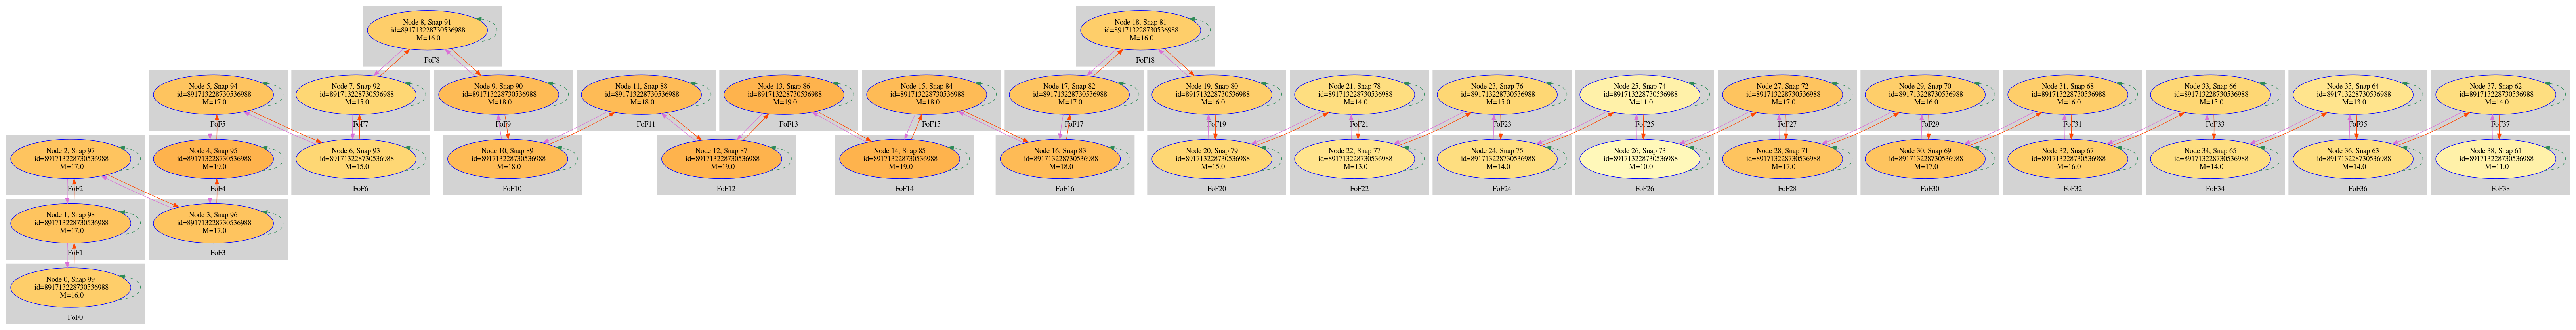 Node 8, Snap 91
id=891713228730536988
M=16.0
FoF8
Node 18, Snap 81
id=891713228730536988
M=16.0
FoF18
Node 5, Snap 94
id=891713228730536988
M=17.0
FoF5
Node 7, Snap 92
id=891713228730536988
M=15.0
FoF7
Node 9, Snap 90
id=891713228730536988
M=18.0
FoF9
Node 11, Snap 88
id=891713228730536988
M=18.0
FoF11
Node 13, Snap 86
id=891713228730536988
M=19.0
FoF13
Node 15, Snap 84
id=891713228730536988
M=18.0
FoF15
Node 17, Snap 82
id=891713228730536988
M=17.0
FoF17
Node 19, Snap 80
id=891713228730536988
M=16.0
FoF19
Node 21, Snap 78
id=891713228730536988
M=14.0
FoF21
Node 23, Snap 76
id=891713228730536988
M=15.0
FoF23
Node 25, Snap 74
id=891713228730536988
M=11.0
FoF25
Node 27, Snap 72
id=891713228730536988
M=17.0
FoF27
Node 29, Snap 70
id=891713228730536988
M=16.0
FoF29
Node 31, Snap 68
id=891713228730536988
M=16.0
FoF31
Node 33, Snap 66
id=891713228730536988
M=15.0
FoF33
Node 35, Snap 64
id=891713228730536988
M=13.0
FoF35
Node 37, Snap 62
id=891713228730536988
M=14.0
FoF37
Node 2, Snap 97
id=891713228730536988
M=17.0
FoF2
Node 4, Snap 95
id=891713228730536988
M=19.0
FoF4
Node 6, Snap 93
id=891713228730536988
M=15.0
FoF6
Node 10, Snap 89
id=891713228730536988
M=18.0
FoF10
Node 12, Snap 87
id=891713228730536988
M=19.0
FoF12
Node 14, Snap 85
id=891713228730536988
M=19.0
FoF14
Node 16, Snap 83
id=891713228730536988
M=18.0
FoF16
Node 20, Snap 79
id=891713228730536988
M=15.0
FoF20
Node 22, Snap 77
id=891713228730536988
M=13.0
FoF22
Node 24, Snap 75
id=891713228730536988
M=14.0
FoF24
Node 26, Snap 73
id=891713228730536988
M=10.0
FoF26
Node 28, Snap 71
id=891713228730536988
M=17.0
FoF28
Node 30, Snap 69
id=891713228730536988
M=17.0
FoF30
Node 32, Snap 67
id=891713228730536988
M=16.0
FoF32
Node 34, Snap 65
id=891713228730536988
M=14.0
FoF34
Node 36, Snap 63
id=891713228730536988
M=14.0
FoF36
Node 38, Snap 61
id=891713228730536988
M=11.0
FoF38
Node 1, Snap 98
id=891713228730536988
M=17.0
FoF1
Node 3, Snap 96
id=891713228730536988
M=17.0
FoF3
Node 0, Snap 99
id=891713228730536988
M=16.0
FoF0